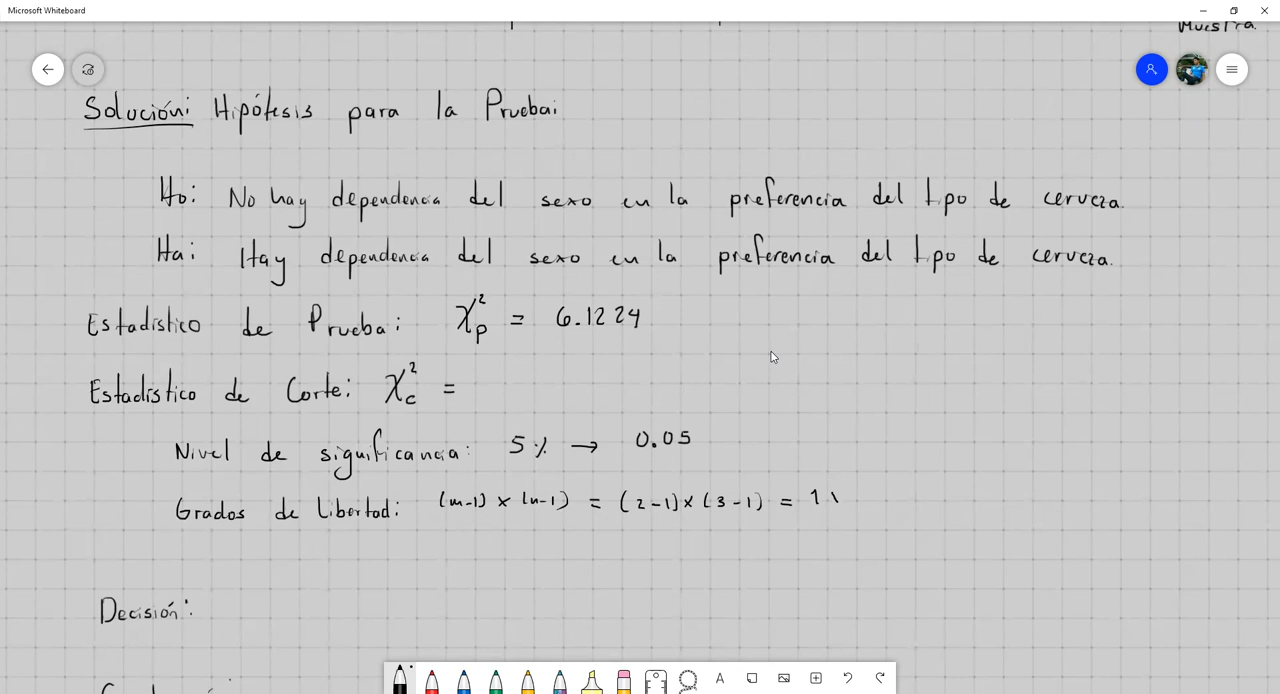 Microsoft Whiteboard
Muestra
Solución: Hipótesis para la Prueba:
Ho: No hay dependencia del sexo en la preferencia del tipo de cerveza.
Ha: Hay dependencia del sexo en la preferencia del tipo de cerveza.
Estadístico de Prueba: χ²p = 6.1224
Estadístico de Corte: χ²c =
Nivel de significancia: 5% → 0.05
Grados de Libertad: (m-1) × (n-1) = (2-1)×(3-1) = 1
Decisión: